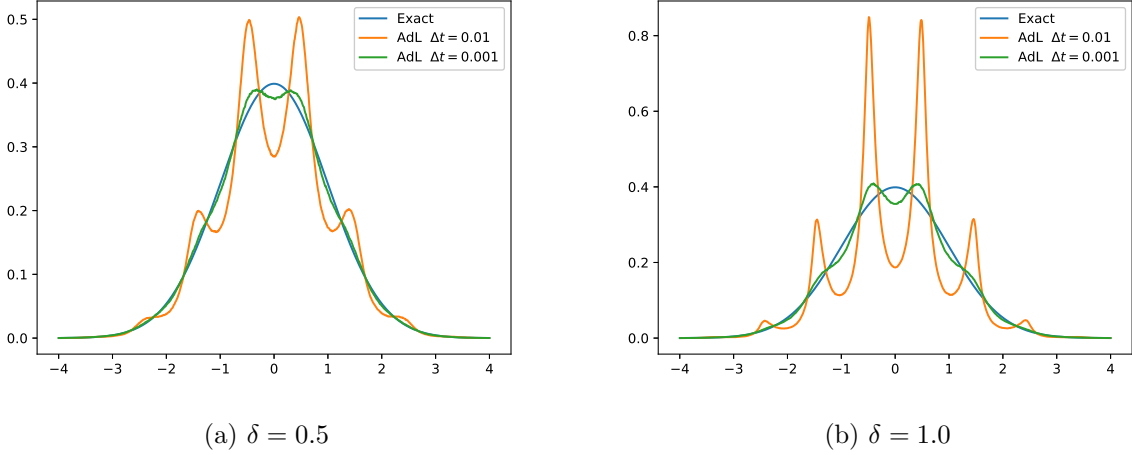 0.5
0.4
0.3
0.2
0.1
0.0
−4 −3 −2 −1 0 1 2 3 4
Exact
AdL Δt = 0.01
AdL Δt = 0.001
(a) δ = 0.5
0.8
0.6
0.4
0.2
0.0
−4 −3 −2 −1 0 1 2 3 4
Exact
AdL Δt = 0.01
AdL Δt = 0.001
(b) δ = 1.0